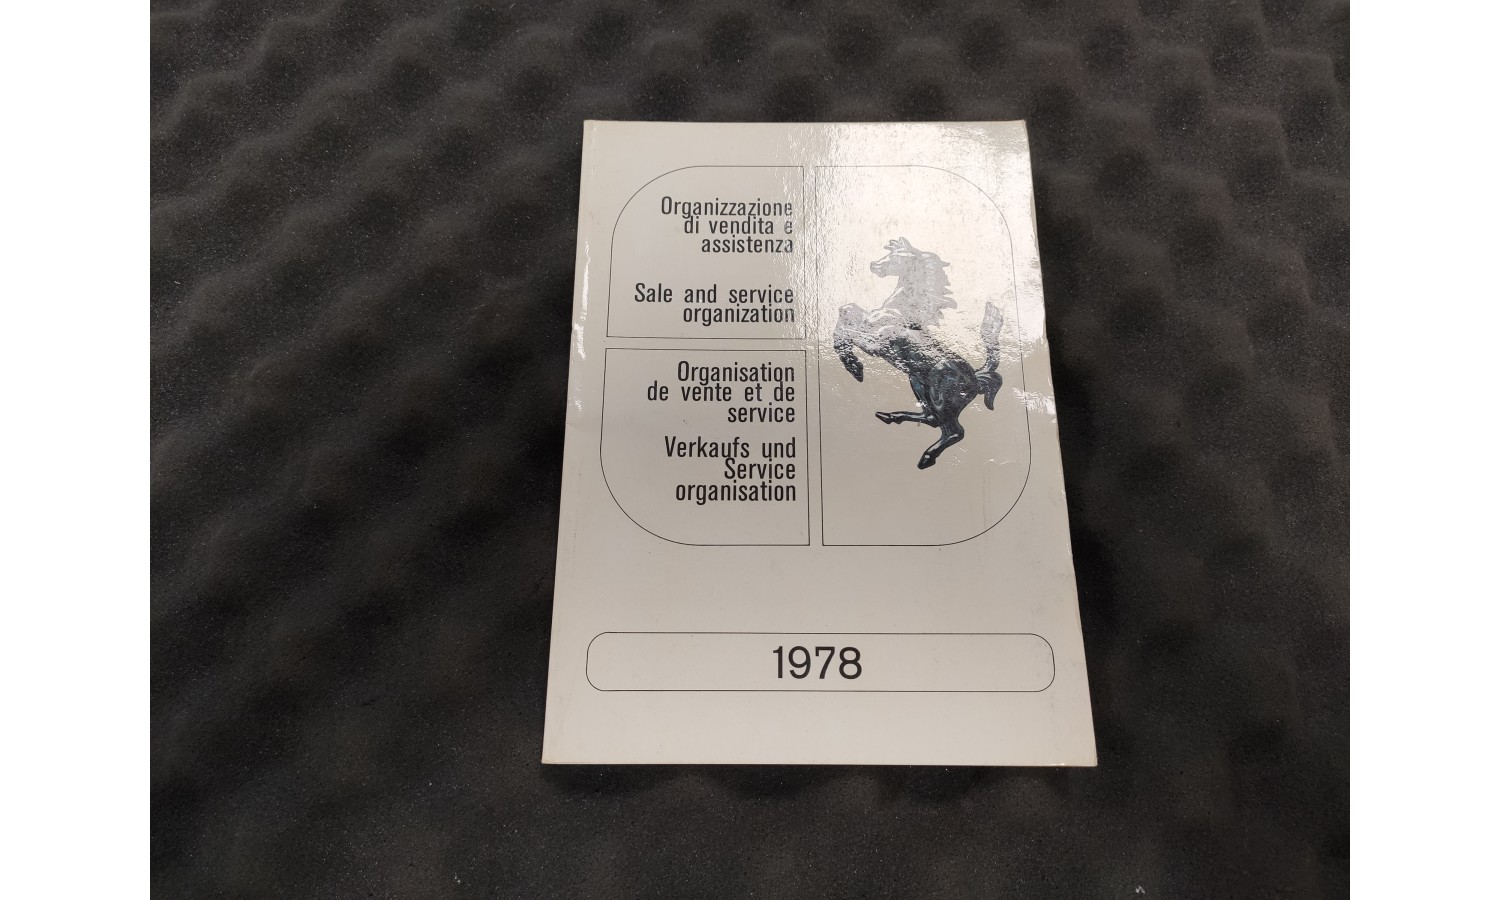 Organizzazione
di vendita e
assistenza
Sale and service
organization
Organisation
de vente et de
service
Verkaufs und
Service
organisation
1978